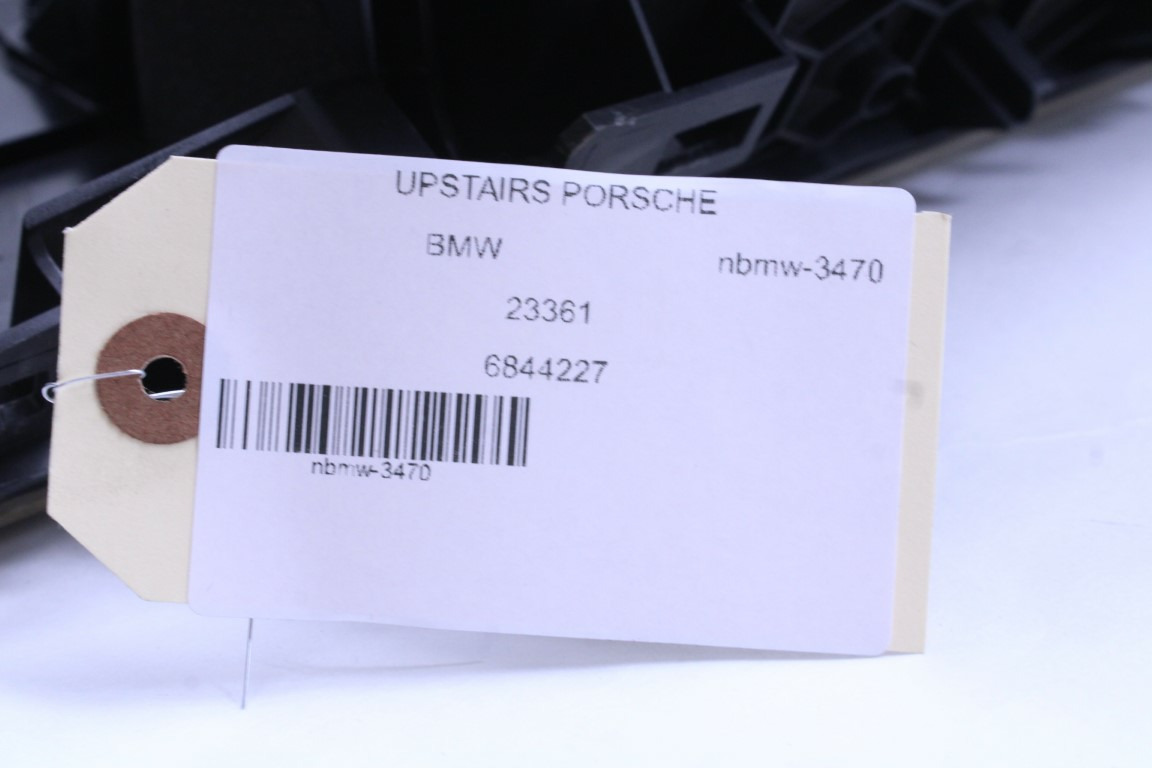 UPSTAIRS PORSCHE
BMW
nbmw-3470
23361
6844227
nbmw-3470